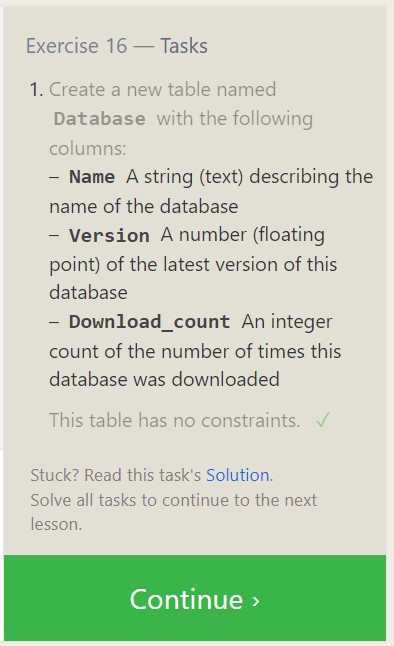 Exercise 16 — Tasks
1. Create a new table named
Database with the following
columns:
– Name A string (text) describing the
name of the database
– Version A number (floating
point) of the latest version of this
database
– Download_count An integer
count of the number of times this
database was downloaded
This table has no constraints. ✓
Stuck? Read this task's Solution.
Solve all tasks to continue to the next
lesson.
Continue ›